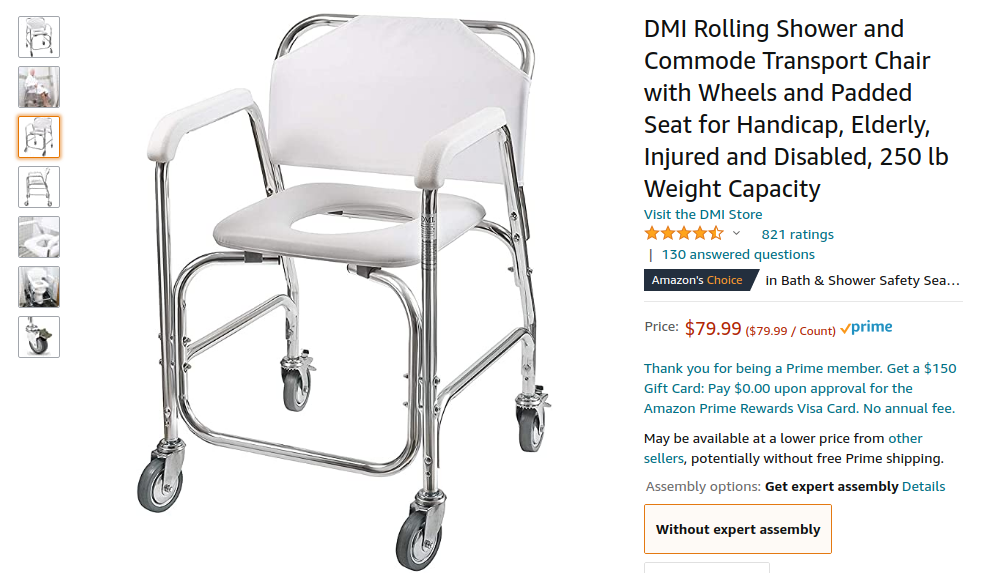 DMI Rolling Shower and
Commode Transport Chair
with Wheels and Padded
Seat for Handicap, Elderly,
Injured and Disabled, 250 lb
Weight Capacity
Visit the DMI Store
821 ratings
| 130 answered questions
Amazon's Choice in Bath & Shower Safety Sea...
Price: $79.99 ($79.99 / Count) prime
Thank you for being a Prime member. Get a $150
Gift Card: Pay $0.00 upon approval for the
Amazon Prime Rewards Visa Card. No annual fee.
May be available at a lower price from other
sellers, potentially without free Prime shipping.
Assembly options: Get expert assembly Details
Without expert assembly